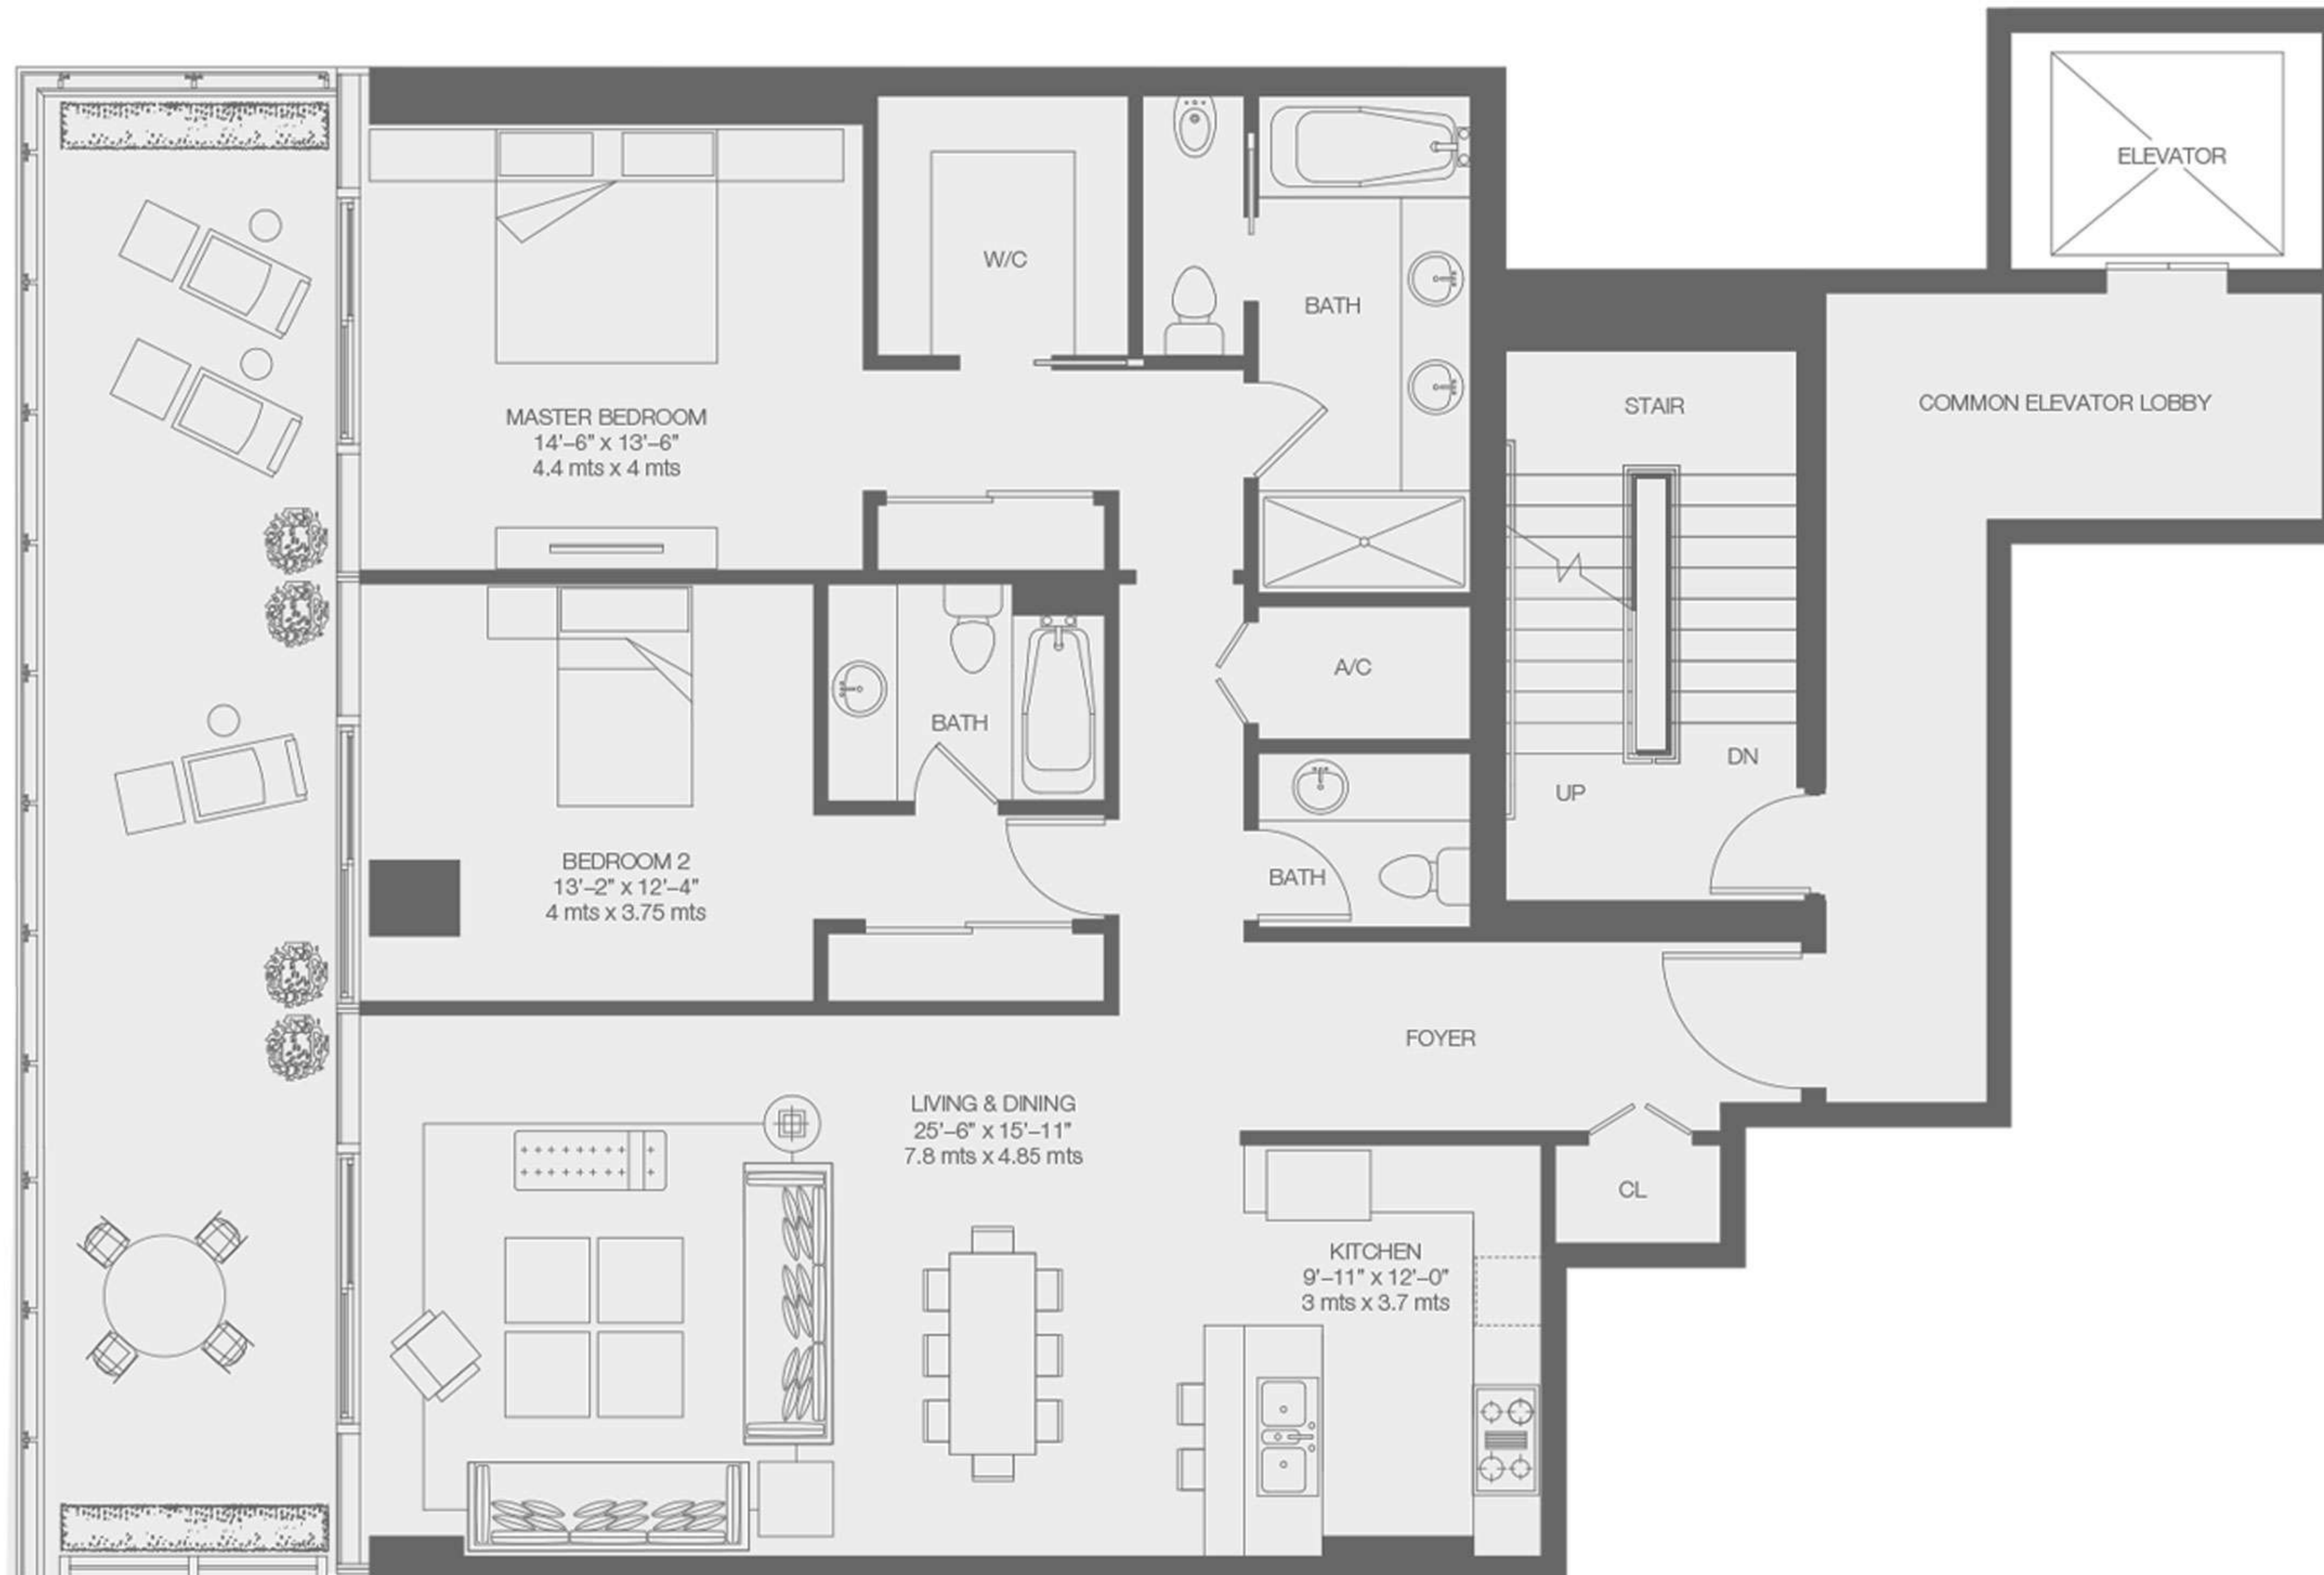 ELEVATOR
W/C
BATH
MASTER BEDROOM
14'–6" x 13'–6"
4.4 mts x 4 mts
STAIR
COMMON ELEVATOR LOBBY
A/C
BATH
DN
UP
BEDROOM 2
13'–2" x 12'–4"
4 mts x 3.75 mts
BATH
FOYER
LIVING & DINING
25'–6" x 15'–11"
7.8 mts x 4.85 mts
CL
KITCHEN
9'–11" x 12'–0"
3 mts x 3.7 mts